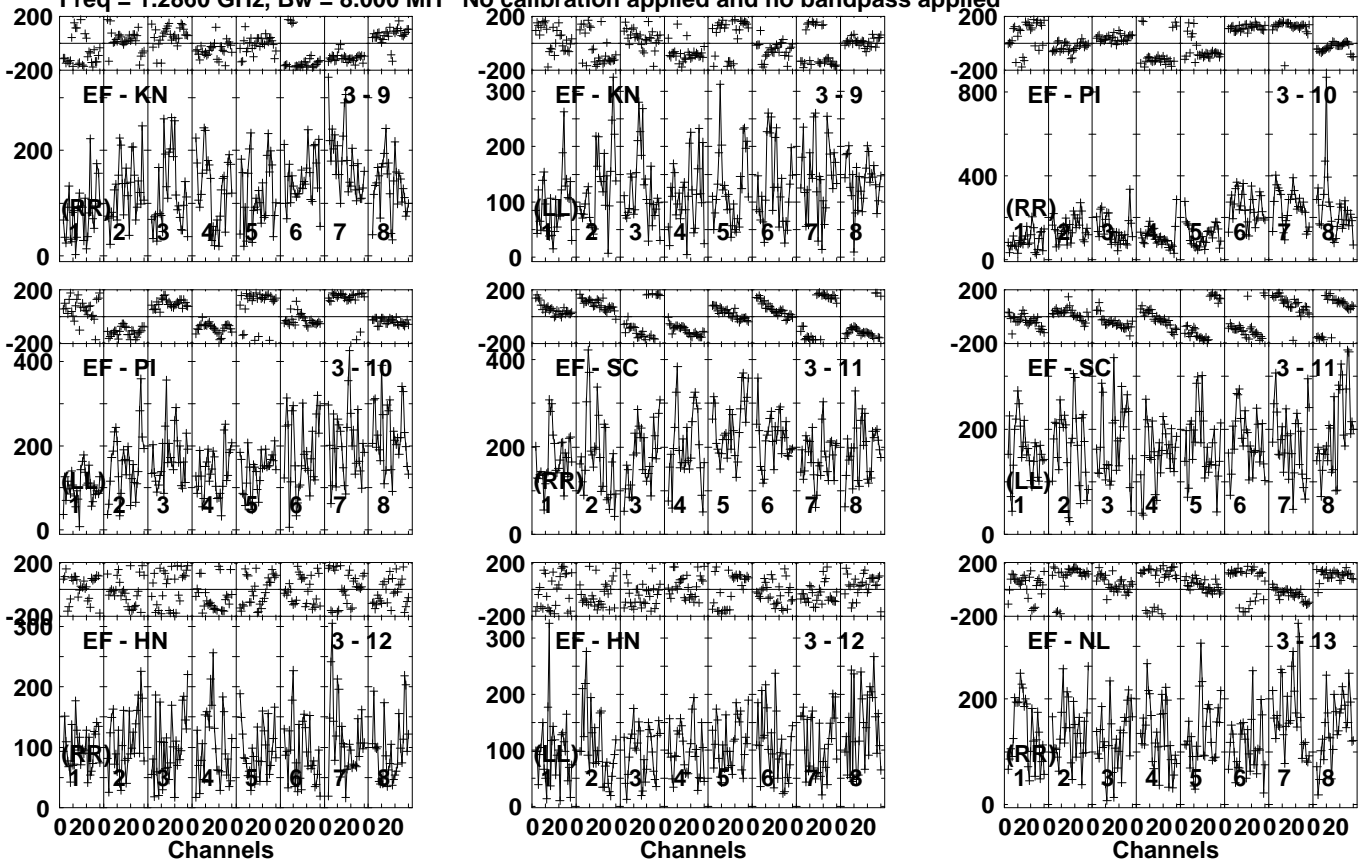 Freq = 1.2860 GHz, Bw = 8.000 MH No calibration applied and no bandpass applied
200 200 200
-200 -200 -200
EF - KN 3 - 9 EF - KN 3 - 9 EF - PI 3 - 10
200 300 800
0 200 400
100 0
0
(RR) (LL) (RR)
1 2 3 4 5 6 7 8 1 2 3 4 5 6 7 8 1 2 3 4 5 6 7 8
200 200 200
-200 -200 -200
EF - PI 3 - 10 EF - SC 3 - 11 EF - SC 3 - 11
400 400 200
200 200 0
0 0
(LL) (RR) (LL)
1 2 3 4 5 6 7 8 1 2 3 4 5 6 7 8 1 2 3 4 5 6 7 8
200 200 200
-200 -200 -200
EF - HN 3 - 12 EF - HN 3 - 12 EF - NL 3 - 13
300 300 200
200 200 0
100 100
0 0
(RR) (LL) (RR)
1 2 3 4 5 6 7 8 1 2 3 4 5 6 7 8 1 2 3 4 5 6 7 8
0 20 0 20 0 20 0 20 0 20 0 20 0 20 0 20 0 20 0 20 0 20 0 20 0 20 0 20 0 20 0 20 0 20 0 20 0 20 0 20 0 20 0 20 0 20 0 20
Channels Channels Channels